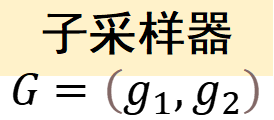 子采样器
G = (g₁, g₂)